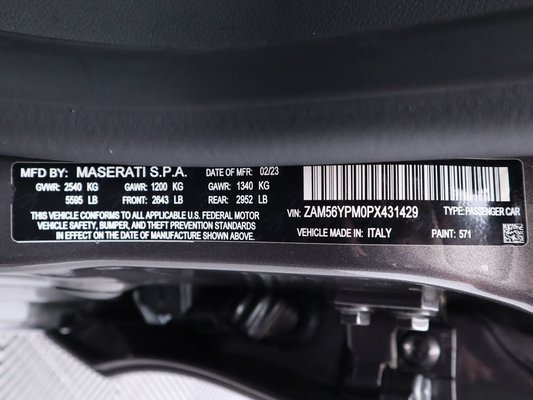 MFD BY: MASERATI S.P.A. DATE OF MFR: 02/23
GVWR: 2540 KG GAWR: 1200 KG GAWR: 1340 KG
5595 LB FRONT: 2643 LB REAR: 2952 LB
THIS VEHICLE CONFORMS TO ALL APPLICABLE U.S. FEDERAL MOTOR
VEHICLE SAFETY, BUMPER, AND THEFT PREVENTION STANDARDS
IN EFFECT ON THE DATE OF MANUFACTURE SHOWN ABOVE.
VIN: ZAM56YPM0PX431429 TYPE: PASSENGER CAR
VEHICLE MADE IN: ITALY PAINT: 571